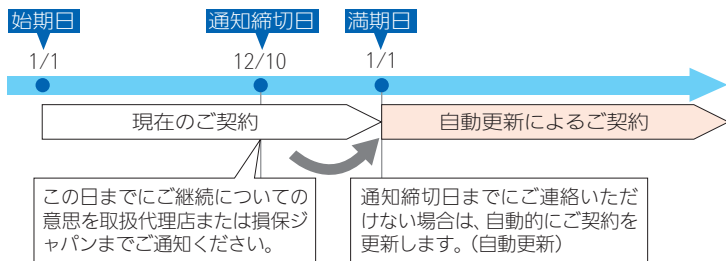 始期日
通知締切日
満期日
1/1
12/10
1/1
現在のご契約
自動更新によるご契約
この日までにご継続についての
意思を取扱代理店または損保ジ
ャパンまでご通知ください。
通知締切日までにご連絡いただ
けない場合は、自動的にご契約を
更新します。(自動更新)